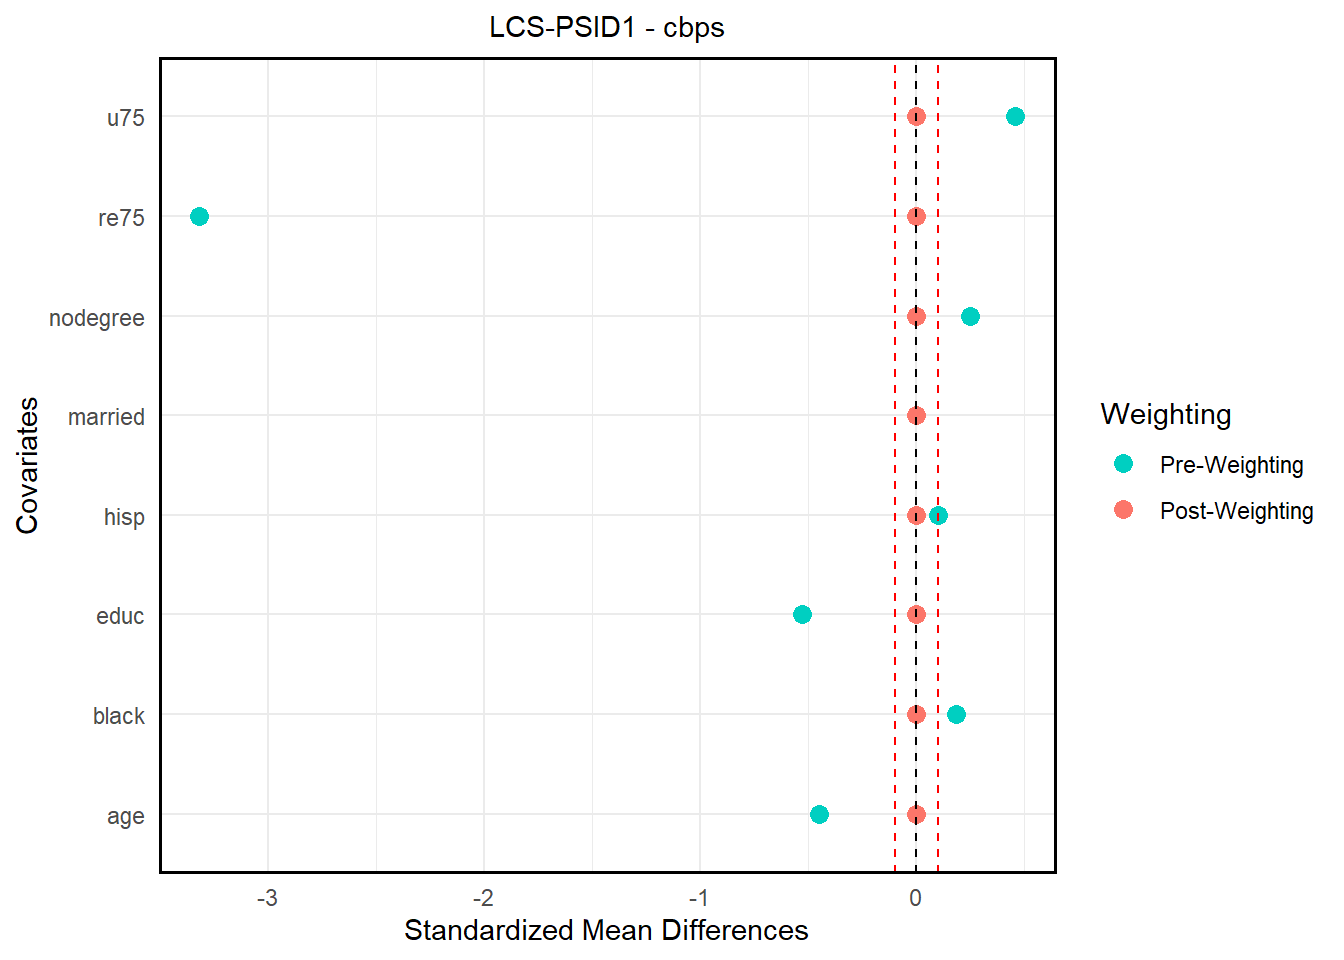 LCS-PSID1 - cbps
u75
re75
nodegree
married
hisp
educ
black
age
Covariates
-3
-2
-1
0
Standardized Mean Differences
Weighting
Pre-Weighting
Post-Weighting